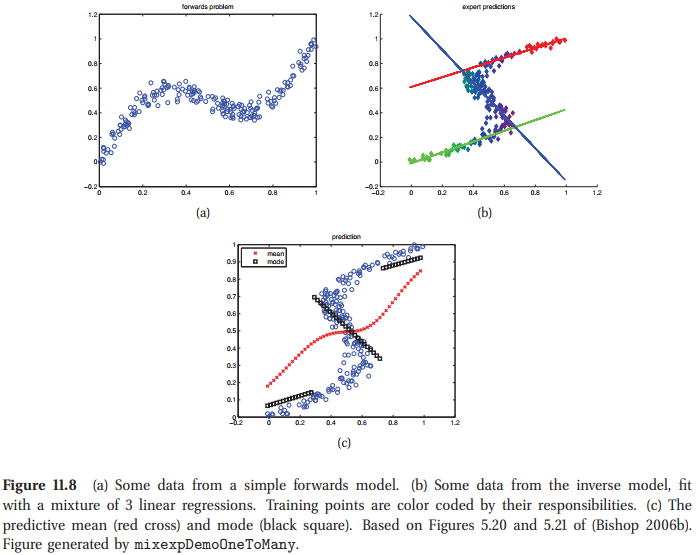 forwards problem
1.2
1
0.8
0.6
0.4
0.2
0
−0.2
0 0.2 0.4 0.6 0.8 1
(a)
expert predictions
1.2
1
0.8
0.6
0.4
0.2
0
−0.2
−0.2 0 0.2 0.4 0.6 0.8 1 1.2
(b)
prediction
mean
mode
1
0.9
0.8
0.7
0.6
0.5
0.4
0.3
0.2
0.1
0
−0.2 0 0.2 0.4 0.6 0.8 1 1.2
(c)
Figure 11.8 (a) Some data from a simple forwards model. (b) Some data from the inverse model, fit
with a mixture of 3 linear regressions. Training points are color coded by their responsibilities. (c) The
predictive mean (red cross) and mode (black square). Based on Figures 5.20 and 5.21 of (Bishop 2006b).
Figure generated by mixexpDemoOneToMany.